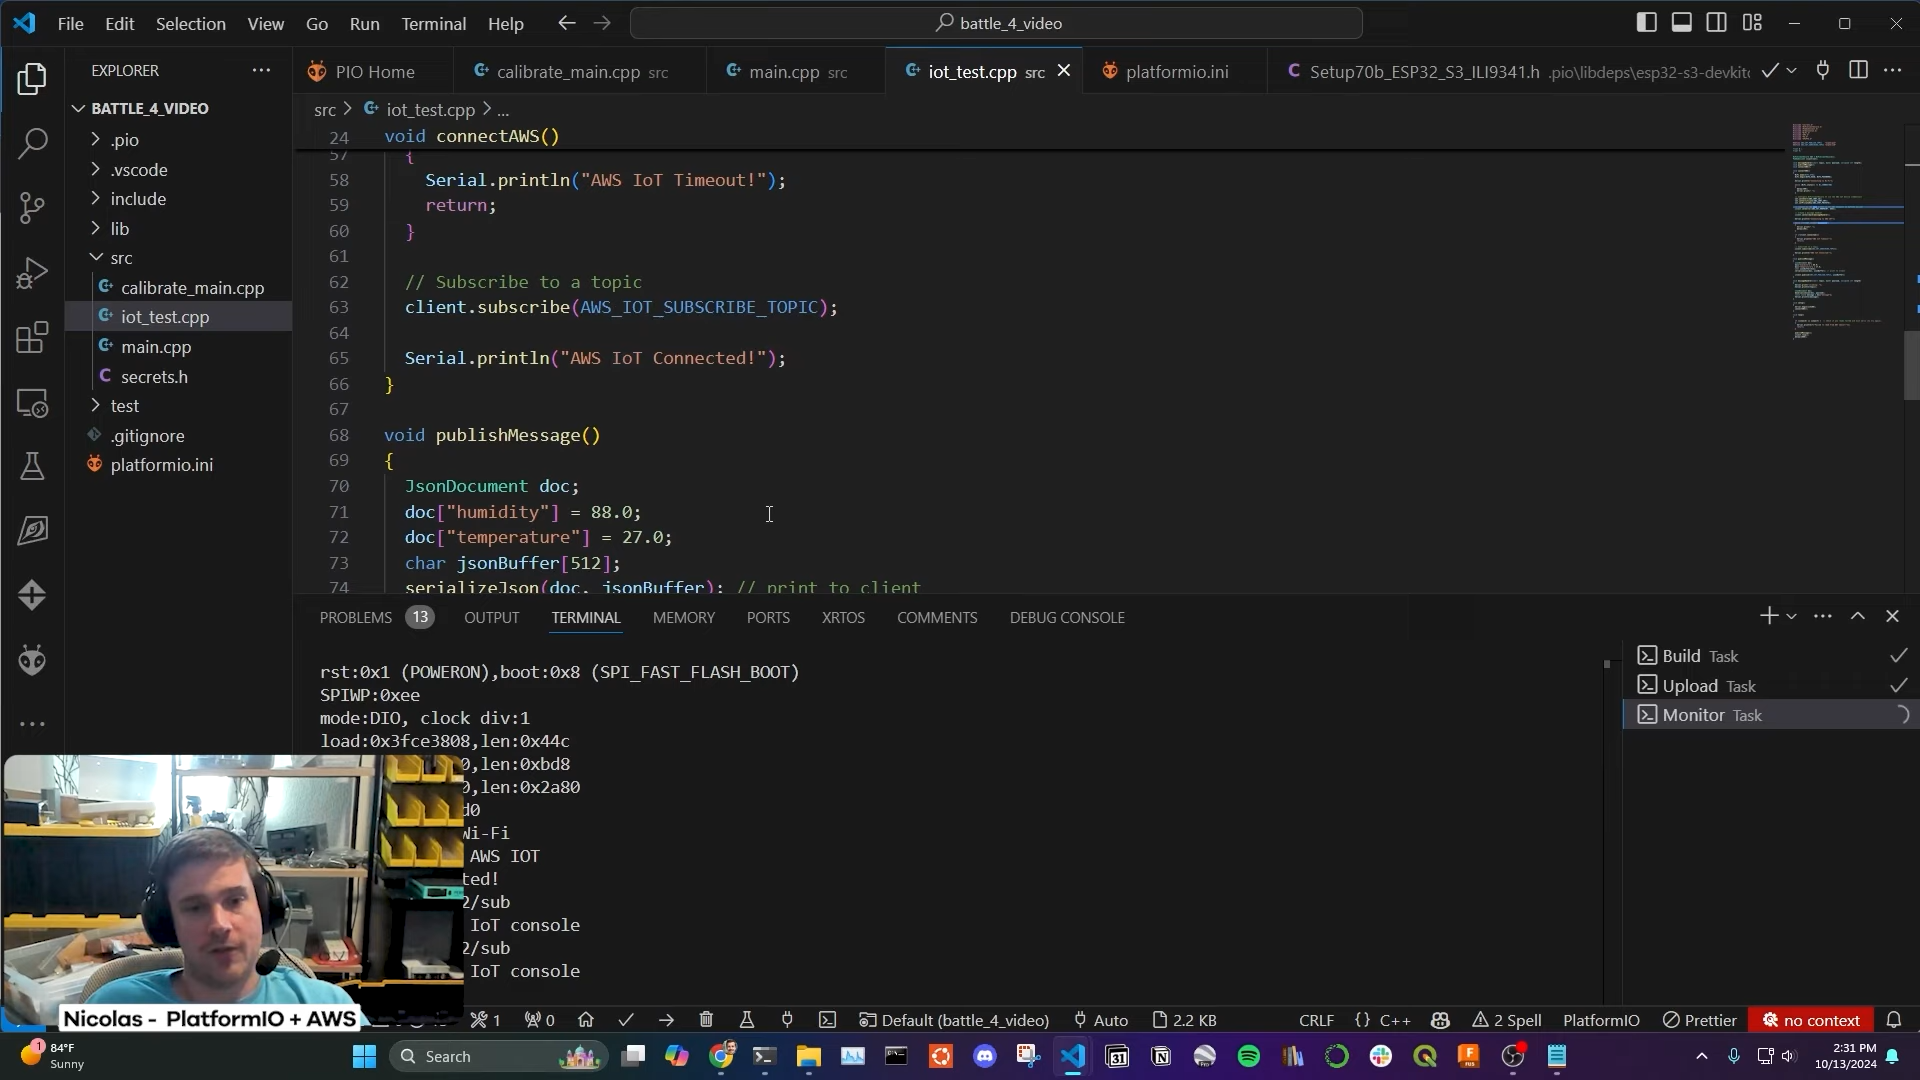 File Edit Selection View Go Run Terminal Help
battle_4_video
EXPLORER
PIO Home
calibrate_main.cpp src
main.cpp src
iot_test.cpp src
platformio.ini
Setup70b_ESP32_S3_ILI9341.h .pio\libdeps\esp32-s3-devkitc
BATTLE_4_VIDEO
.pio
.vscode
include
lib
src
calibrate_main.cpp
iot_test.cpp
main.cpp
secrets.h
test
.gitignore
platformio.ini
src > iot_test.cpp > ...
24 void connectAWS()
57 {
58 Serial.println("AWS IoT Timeout!");
59 return;
60 }
61
62 // Subscribe to a topic
63 client.subscribe(AWS_IOT_SUBSCRIBE_TOPIC);
64
65 Serial.println("AWS IoT Connected!");
66 }
67
68 void publishMessage()
69 {
70 JsonDocument doc;
71 doc["humidity"] = 88.0;
72 doc["temperature"] = 27.0;
73 char jsonBuffer[512];
74 serializeJson(doc, jsonBuffer); // print to client
PROBLEMS 13 OUTPUT TERMINAL MEMORY PORTS XRTOS COMMENTS DEBUG CONSOLE
rst:0x1 (POWERON),boot:0x8 (SPI_FAST_FLASH_BOOT)
SPIWP:0xee
mode:DIO, clock div:1
load:0x3fce3808,len:0x44c
0,len:0xbd8
0,len:0x2a80
d0
Wi-Fi
AWS IOT
ted!
2/sub
IoT console
2/sub
IoT console
Build Task
Upload Task
Monitor Task
Nicolas - PlatformIO + AWS
1
0
Default (battle_4_video)
Auto
2.2 KB
CRLF
{} C++
2 Spell
PlatformIO
Prettier
no context
1
84°F
Sunny
Search
31
2:31 PM
10/13/2024